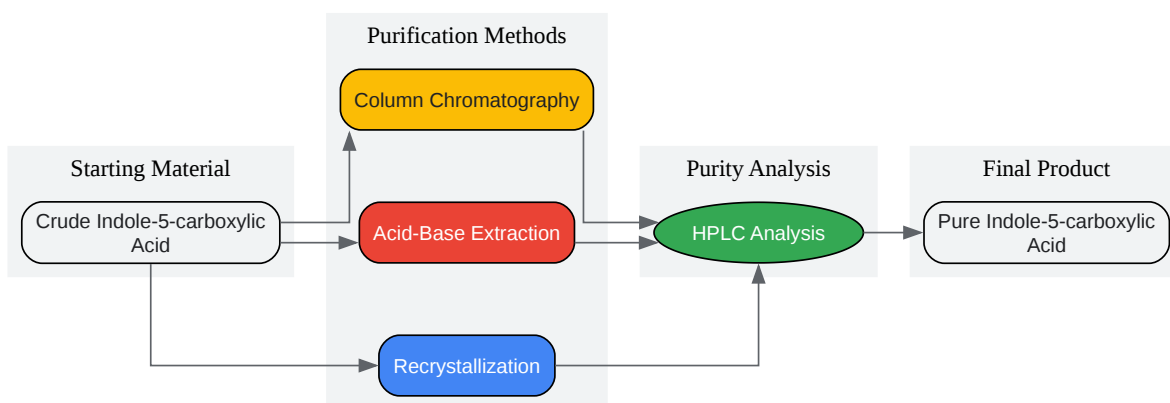 Starting Material
Crude Indole-5-carboxylic
Acid
Purification Methods
Column Chromatography
Acid-Base Extraction
Recrystallization
Purity Analysis
HPLC Analysis
Final Product
Pure Indole-5-carboxylic
Acid